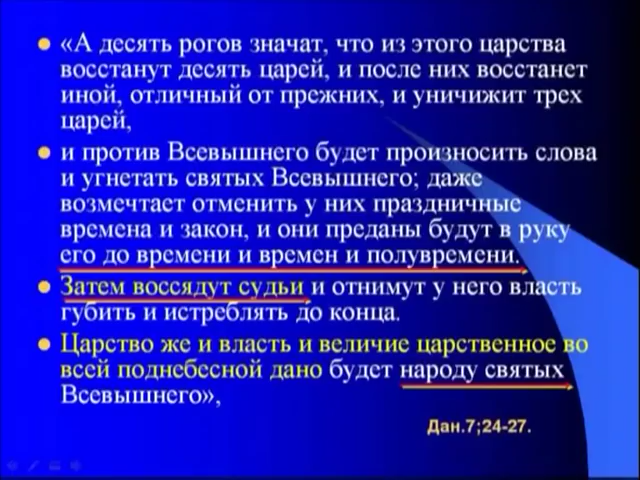 «А десять рогов значат, что из этого царства
восстанут десять царей, и после них восстанет
иной, отличный от прежних, и уничижит трех
царей,
и против Всевышнего будет произносить слова
и угнетать святых Всевышнего; даже
возмечтает отменить у них праздничные
времена и закон, и они преданы будут в руку
его до времени и времен и полувремени.
Затем воссядут судьи и отнимут у него власть
губить и истреблять до конца.
Царство же и власть и величие царственное во
всей поднебесной дано будет народу святых
Всевышнего»,
Дан.7;24-27.